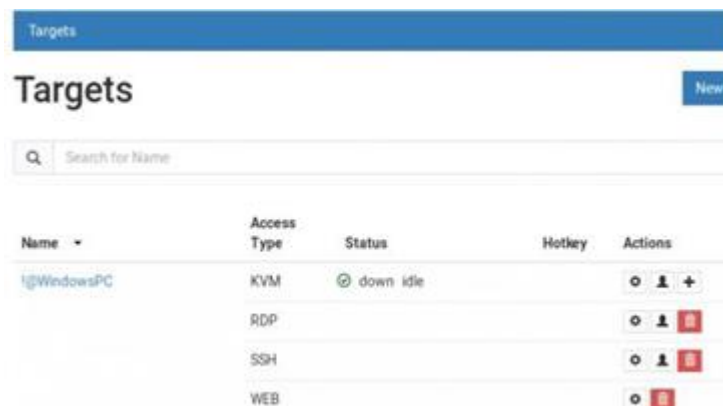 Targets
Targets
New
Search for Name
Access
Type
Name Status Hotkey Actions
!@WindowsPC KVM down idle
RDP
SSH
WEB